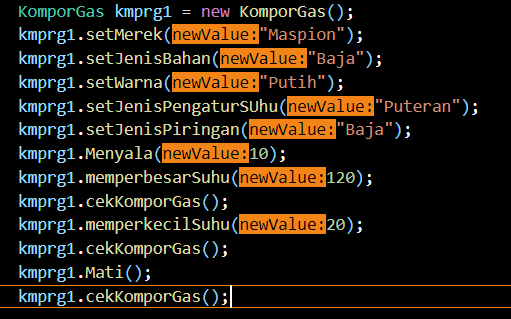 KomporGas kmprg1 = new KomporGas();
kmprg1.setMerek(newValue:"Maspion");
kmprg1.setJenisBahan(newValue:"Baja");
kmprg1.setWarna(newValue:"Putih");
kmprg1.setJenisPengaturSUhu(newValue:"Puteran");
kmprg1.setJenisPiringan(newValue:"Baja");
kmprg1.Menyala(newValue:10);
kmprg1.memperbesarSuhu(newValue:120);
kmprg1.cekKomporGas();
kmprg1.memperkecilSuhu(newValue:20);
kmprg1.cekKomporGas();
kmprg1.Mati();
kmprg1.cekKomporGas();